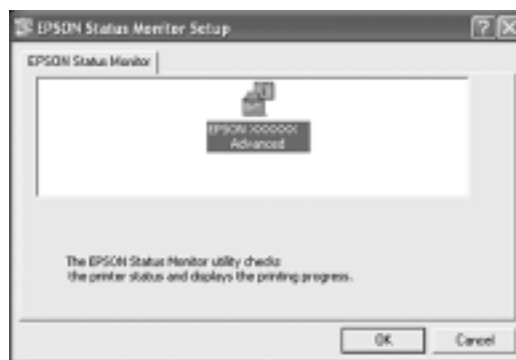 EPSON Status Monitor Setup
EPSON Status Monitor
EPSON XXXXXX
Advanced
The EPSON Status Monitor utility checks
the printer status and displays the printing progress.
OK
Cancel